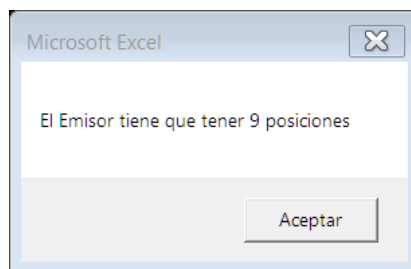 Microsoft Excel
El Emisor tiene que tener 9 posiciones
Aceptar